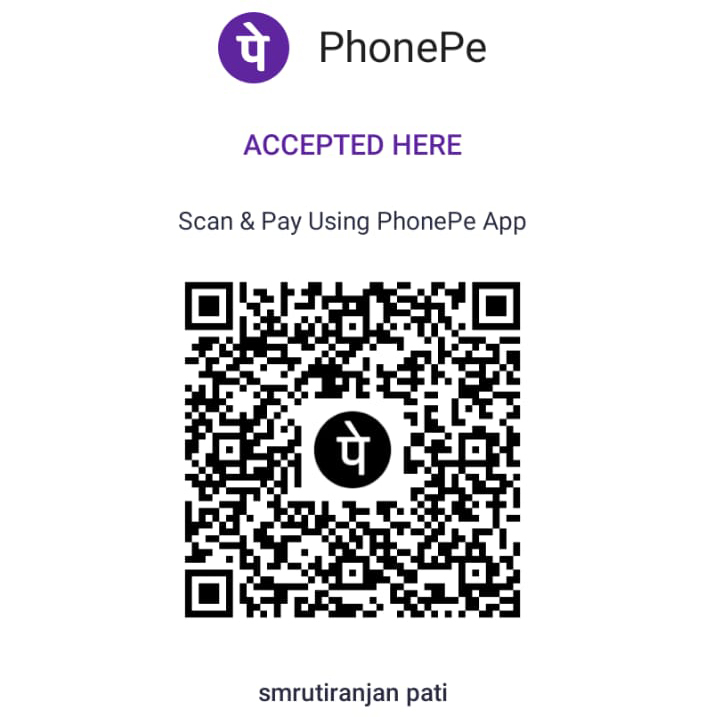 पे PhonePe
ACCEPTED HERE
Scan & Pay Using PhonePe App
पे
smrutiranjan pati